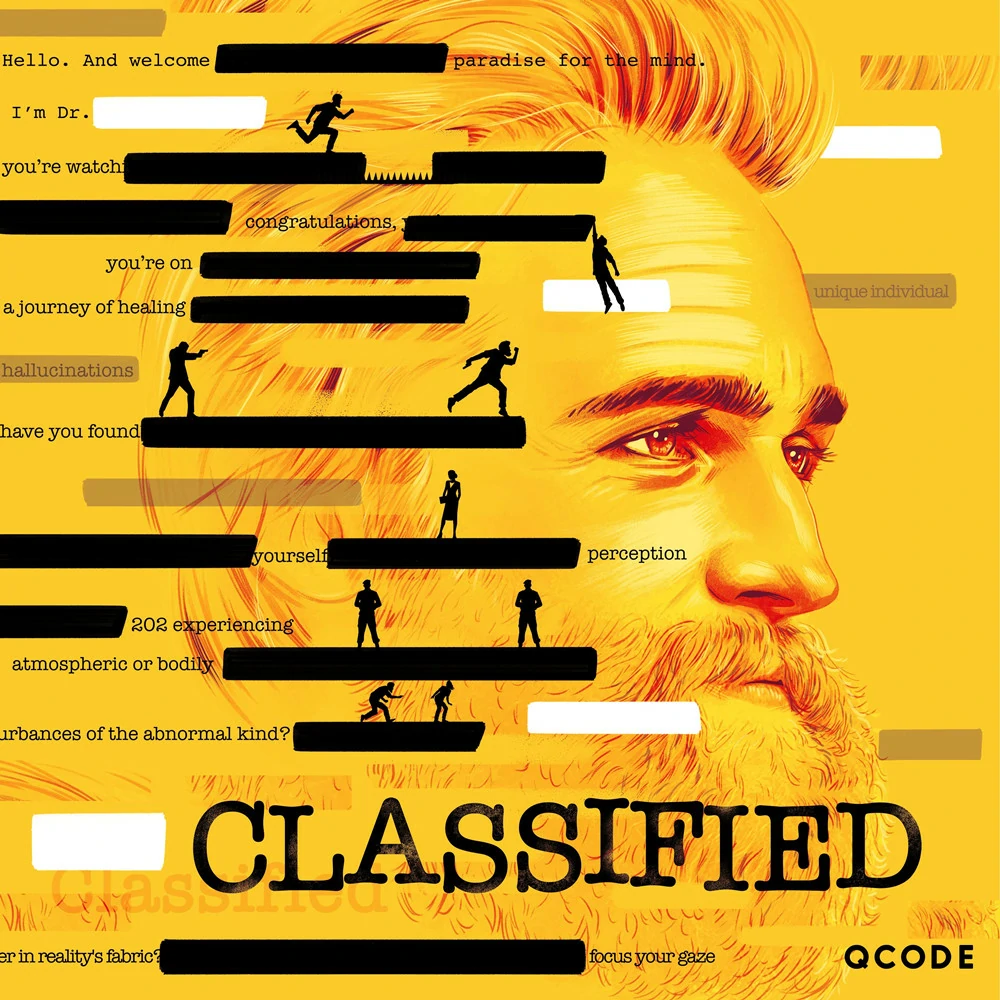 Hello. And welcome paradise for the mind.
I'm Dr.
you're watchi
congratulations, y
you're on
unique individual
a journey of healing
hallucinations
have you found
yourself perception
202 experiencing
atmospheric or bodily
urbances of the abnormal kind?
CLASSIFIED
Classified
er in reality's fabric? focus your gaze
QCODE